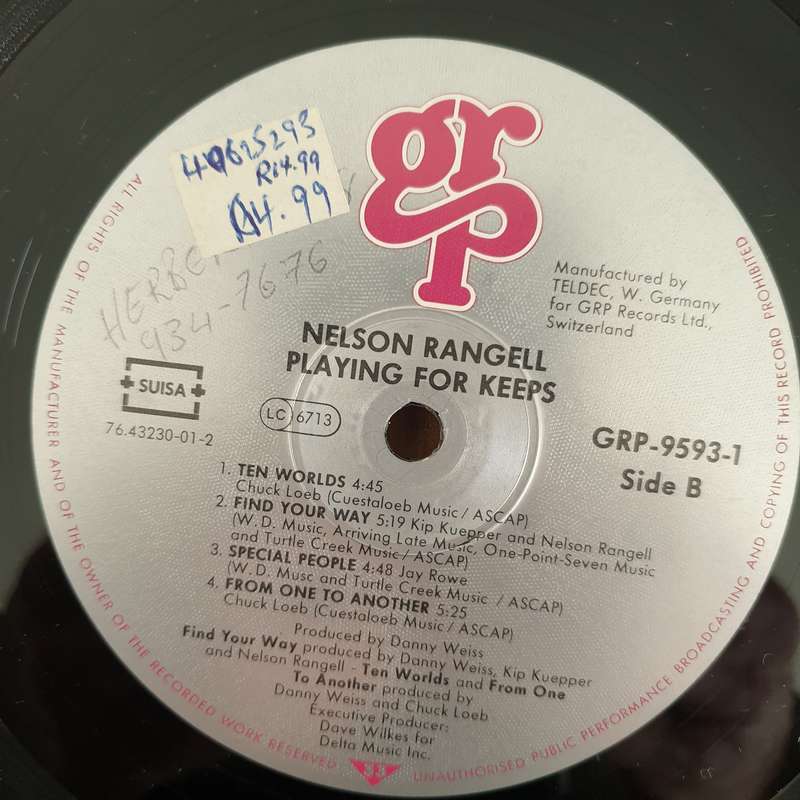 grp
40625293
R14.99
R14.99
934-7676
Manufactured by
TELDEC, W. Germany
for GRP Records Ltd.,
Switzerland
NELSON RANGELL
PLAYING FOR KEEPS
SUISA
76.43230-01-2
LC 6713
GRP-9593-1
Side B
1. TEN WORLDS 4:45
Chuck Loeb (Cuestaloeb Music / ASCAP)
2. FIND YOUR WAY 5:19 Kip Kuepper and Nelson Rangell
(W. D. Music, Arriving Late Music, One-Point-Seven Music
and Turtle Creek Music / ASCAP)
3. SPECIAL PEOPLE 4:48 Jay Rowe
(W. D. Musc and Turtle Creek Music / ASCAP)
4. FROM ONE TO ANOTHER 5:25
Chuck Loeb (Cuestaloeb Music / ASCAP)
Produced by Danny Weiss
Find Your Way produced by Danny Weiss, Kip Kuepper
and Nelson Rangell - Ten Worlds and From One
To Another produced by
Danny Weiss and Chuck Loeb
Executive Producer:
Dave Wilkes for
Delta Music Inc.
ALL RIGHTS OF THE MANUFACTURER AND OF THE OWNER OF THE RECORDED WORK RESERVED
UNAUTHORISED PUBLIC PERFORMANCE BROADCASTING AND COPYING OF THIS RECORD PROHIBITED